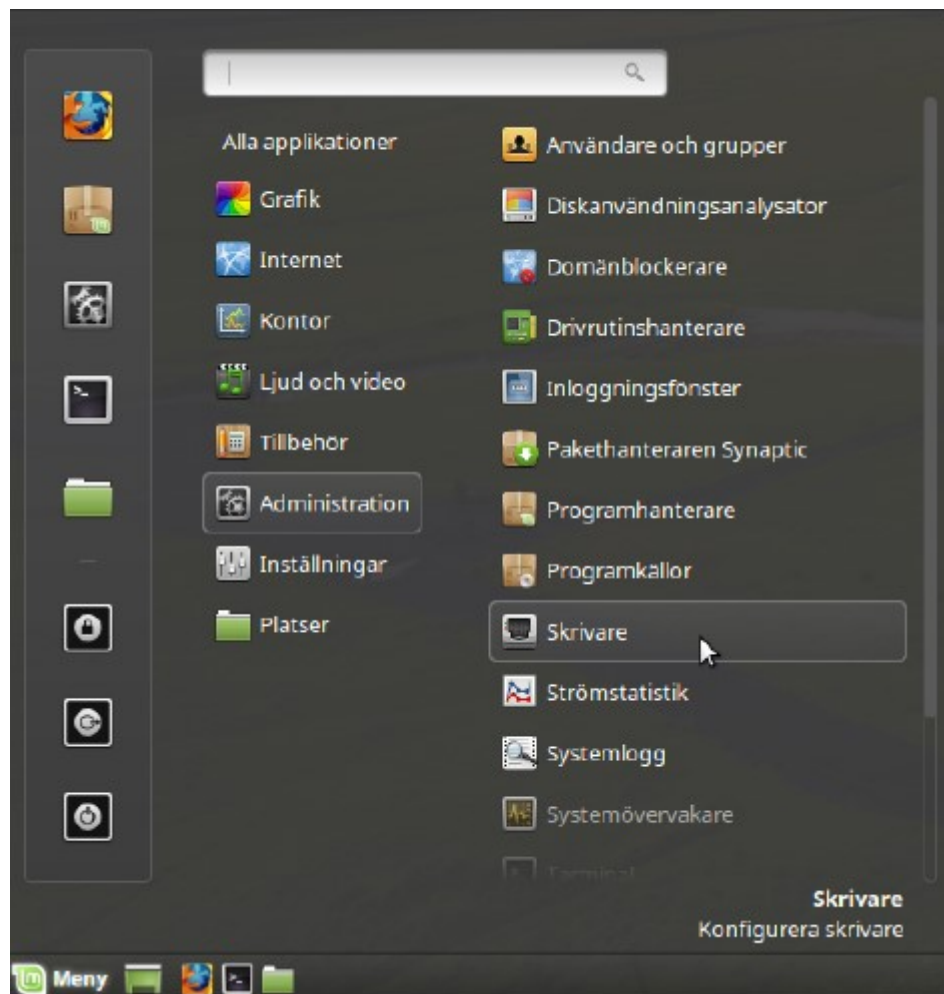 Alla applikationer
Grafik
Internet
Kontor
Ljud och video
Tillbehör
Administration
Inställningar
Platser
Användare och grupper
Diskanvändningsanalysator
Domänblockerare
Drivrutinshanterare
Inloggningsfönster
Pakethanteraren Synaptic
Programhanterare
Programkällor
Skrivare
Strömstatistik
Systemlogg
Systemövervakare
Terminal
Skrivare
Konfigurera skrivare
Meny